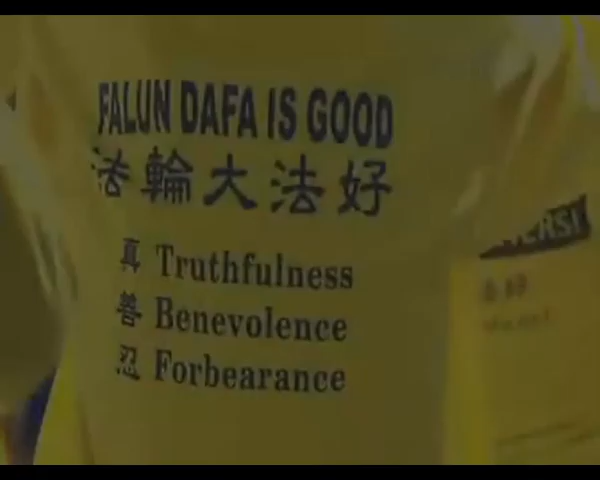 FALUN DAFA IS GOOD
法輪大法好
真 Truthfulness
善 Benevolence
忍 Forbearance